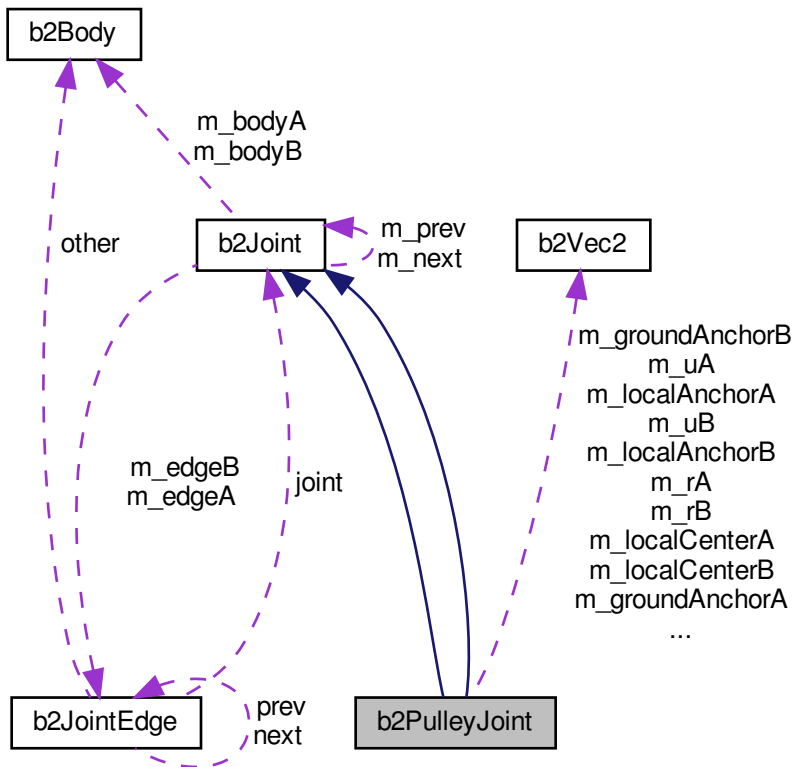 b2Body
m_bodyA
m_bodyB
other
b2Joint
m_prev
m_next
b2Vec2
m_groundAnchorB
m_uA
m_localAnchorA
m_uB
m_localAnchorB
m_rA
m_rB
m_localCenterA
m_localCenterB
m_groundAnchorA
...
m_edgeB
m_edgeA
joint
b2JointEdge
prev
next
b2PulleyJoint